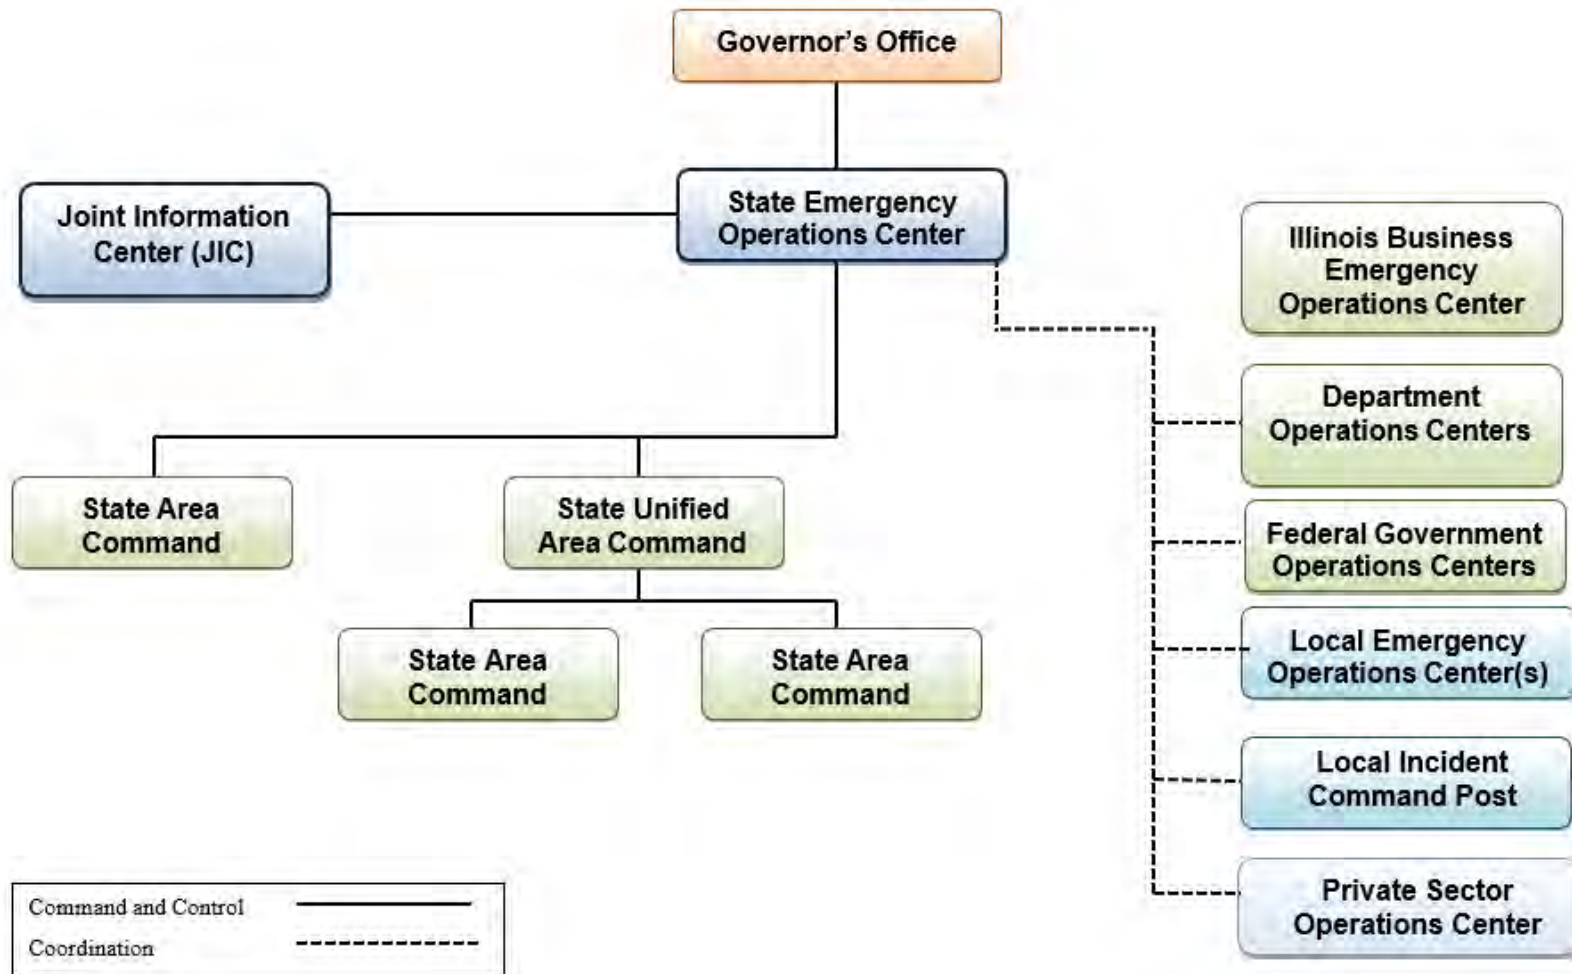 Governor’s Office
State Emergency
Operations Center
Joint Information
Center (JIC)
Illinois Business
Emergency
Operations Center
Department
Operations Centers
Federal Government
Operations Centers
Local Emergency
Operations Center(s)
Local Incident
Command Post
Private Sector
Operations Center
State Area
Command
State Unified
Area Command
State Area
Command
State Area
Command
Command and Control
Coordination